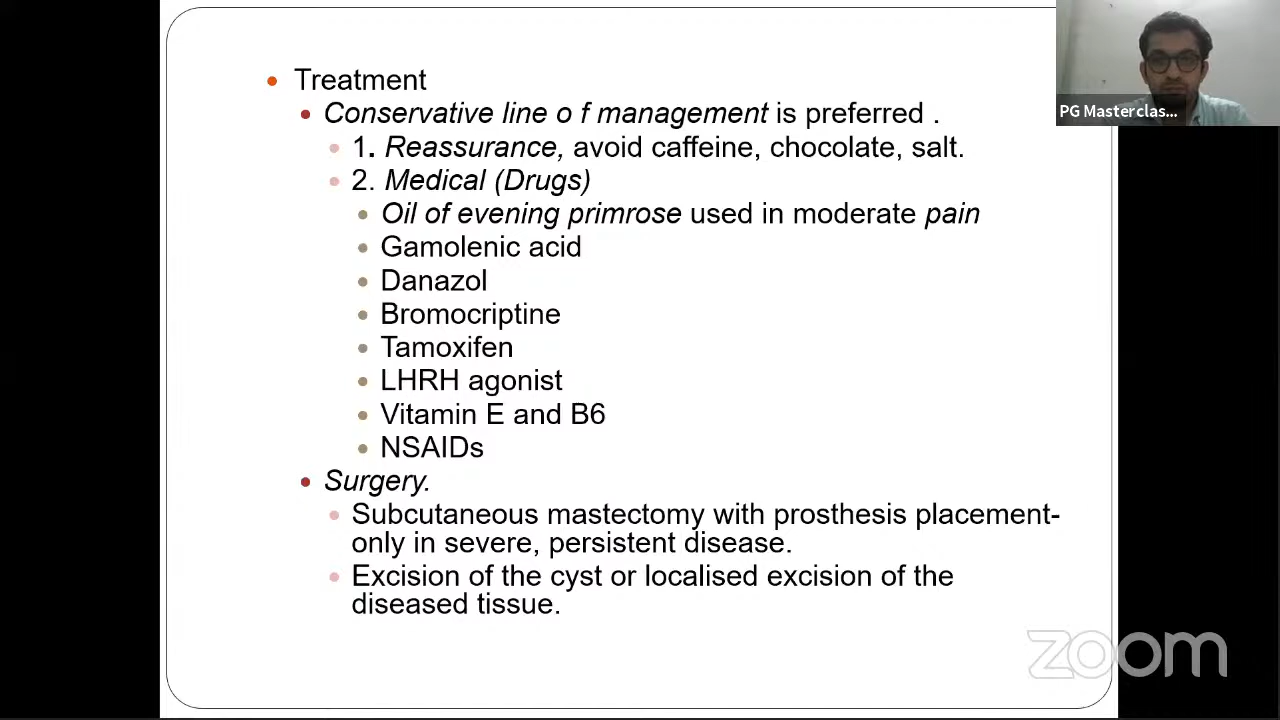 Treatment
Conservative line o f management is preferred .
1. Reassurance, avoid caffeine, chocolate, salt.
2. Medical (Drugs)
Oil of evening primrose used in moderate pain
Gamolenic acid
Danazol
Bromocriptine
Tamoxifen
LHRH agonist
Vitamin E and B6
NSAIDs
Surgery.
Subcutaneous mastectomy with prosthesis placement-
only in severe, persistent disease.
Excision of the cyst or localised excision of the
diseased tissue.
PG Masterclas...
zoom